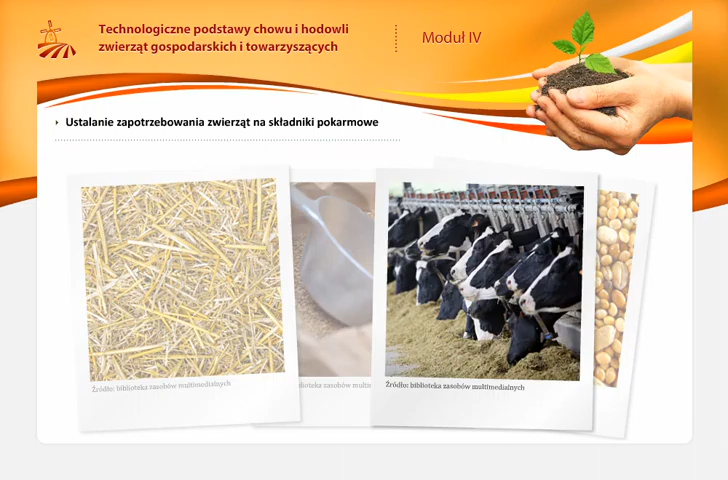 Technologiczne podstawy chowu i hodowli
zwierząt gospodarskich i towarzyszących
Moduł IV
Ustalanie zapotrzebowania zwierząt na składniki pokarmowe
Źródło: biblioteka zasobów multimedialnych
biblioteka zasobów
Źródło: biblioteka zasobów multimedialnych